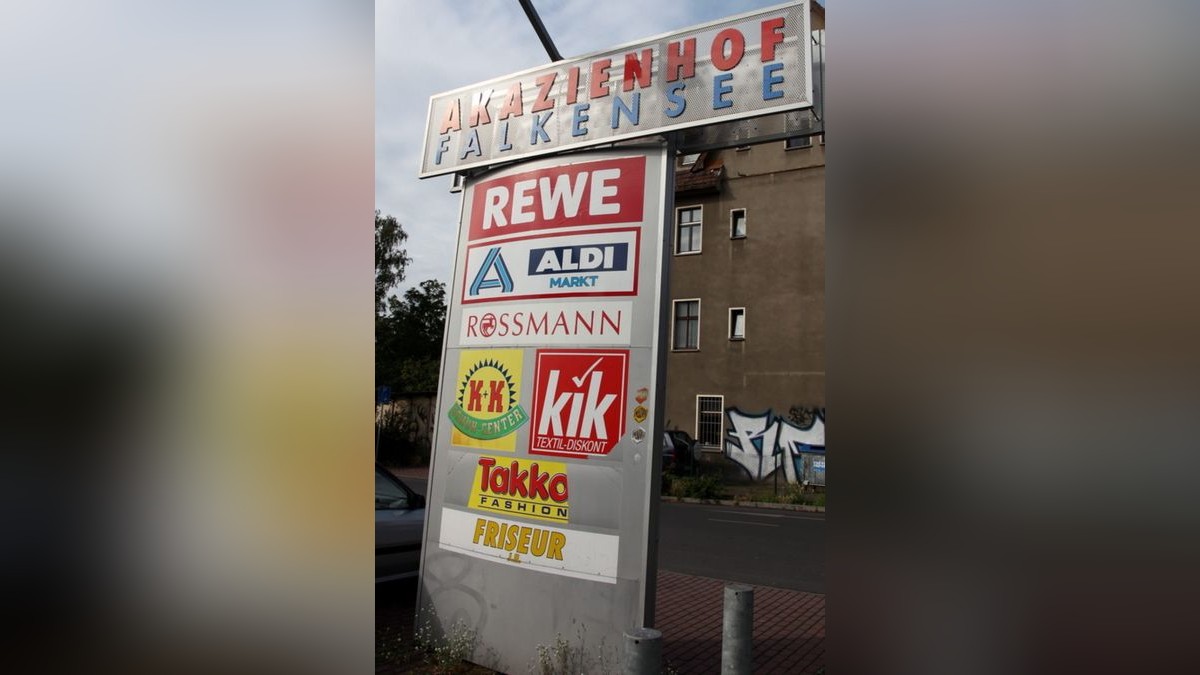 AKAZIENHOF
FALKENSEE
REWE
ALDI
MARKT
ROSSMANN
K+K
kik
TEXTIL-DISKONT
Takko
FASHION
FRISEUR